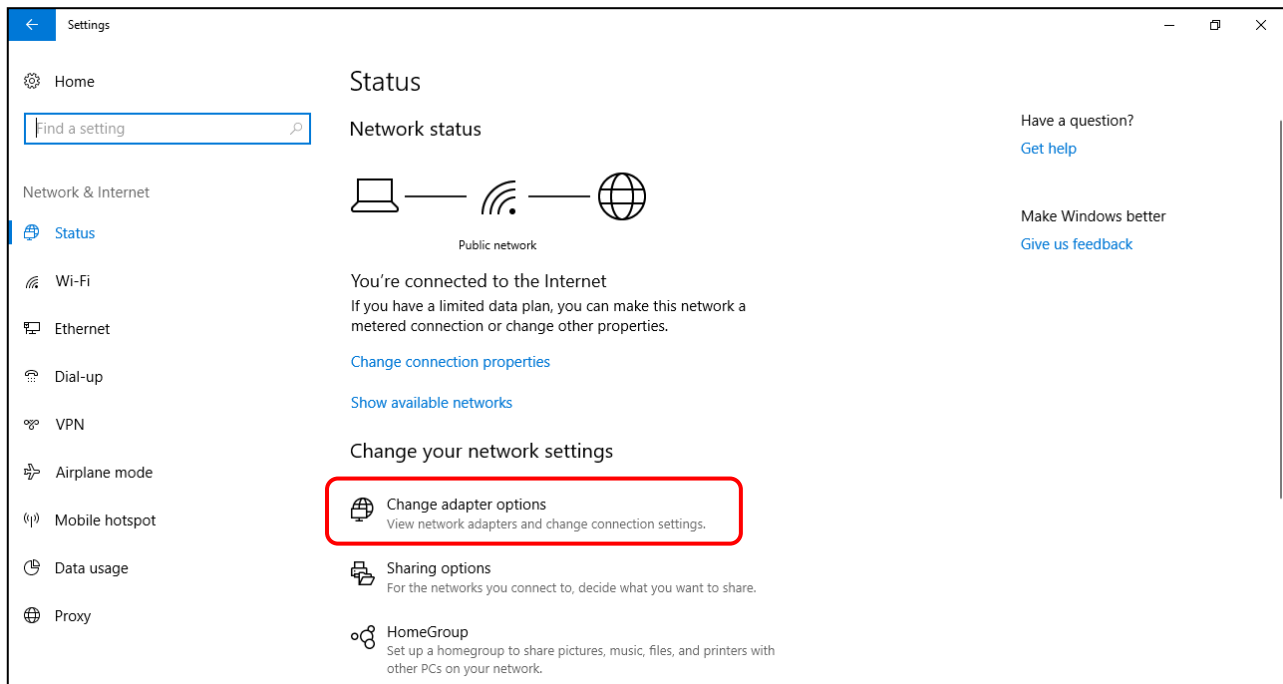 Settings
Home
Find a setting
Network & Internet
Status
Wi-Fi
Ethernet
Dial-up
VPN
Airplane mode
Mobile hotspot
Data usage
Proxy
Status
Network status
Public network
You're connected to the Internet
If you have a limited data plan, you can make this network a
metered connection or change other properties.
Change connection properties
Show available networks
Change your network settings
Change adapter options
View network adapters and change connection settings.
Sharing options
For the networks you connect to, decide what you want to share.
HomeGroup
Set up a homegroup to share pictures, music, files, and printers with
other PCs on your network.
Have a question?
Get help
Make Windows better
Give us feedback